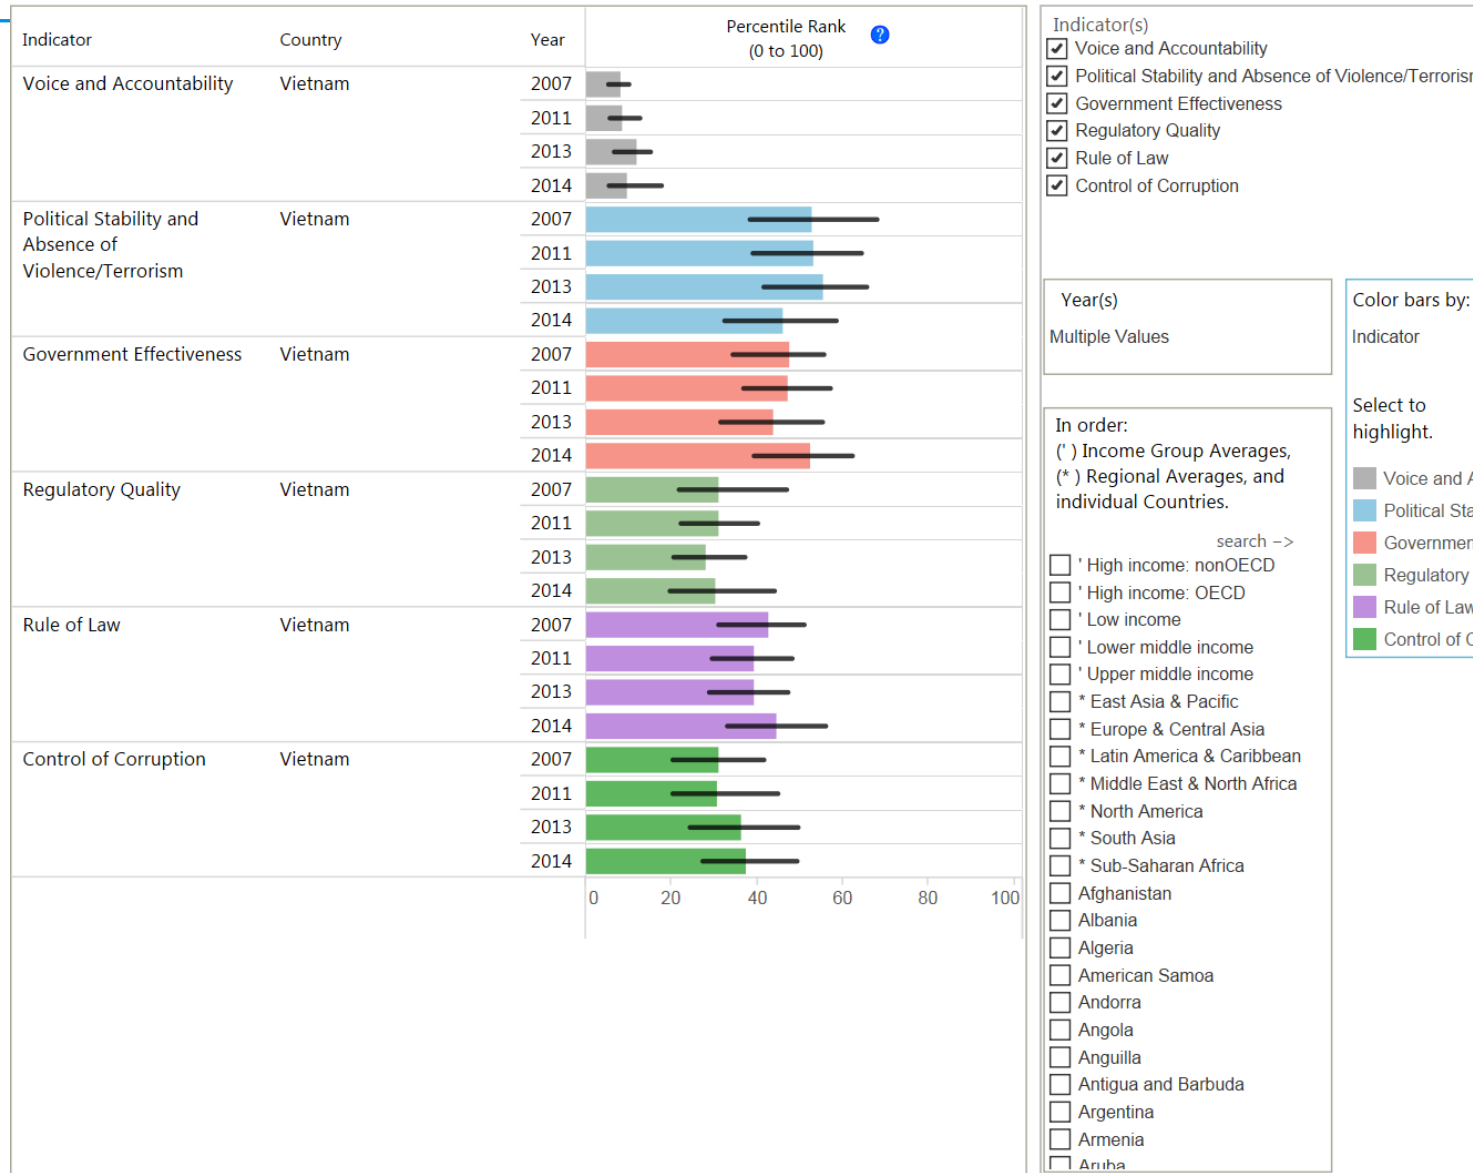 Indicator Country Year Percentile Rank
(0 to 100) ?
Voice and Accountability Vietnam 2007
2011
2013
2014
Political Stability and Vietnam 2007
Absence of 2011
Violence/Terrorism 2013
2014
Government Effectiveness Vietnam 2007
2011
2013
2014
Regulatory Quality Vietnam 2007
2011
2013
2014
Rule of Law Vietnam 2007
2011
2013
2014
Control of Corruption Vietnam 2007
2011
2013
2014
0 20 40 60 80 100
Indicator(s)
Voice and Accountability
Political Stability and Absence of Violence/Terrorism
Government Effectiveness
Regulatory Quality
Rule of Law
Control of Corruption
Year(s)
Multiple Values
Color bars by:
Indicator
Select to
highlight.
Voice and A
Political Sta
Governmen
Regulatory
Rule of Law
Control of C
In order:
(' ) Income Group Averages,
(* ) Regional Averages, and
individual Countries.
search –>
' High income: nonOECD
' High income: OECD
' Low income
' Lower middle income
' Upper middle income
* East Asia & Pacific
* Europe & Central Asia
* Latin America & Caribbean
* Middle East & North Africa
* North America
* South Asia
* Sub-Saharan Africa
Afghanistan
Albania
Algeria
American Samoa
Andorra
Angola
Anguilla
Antigua and Barbuda
Argentina
Armenia
Aruba